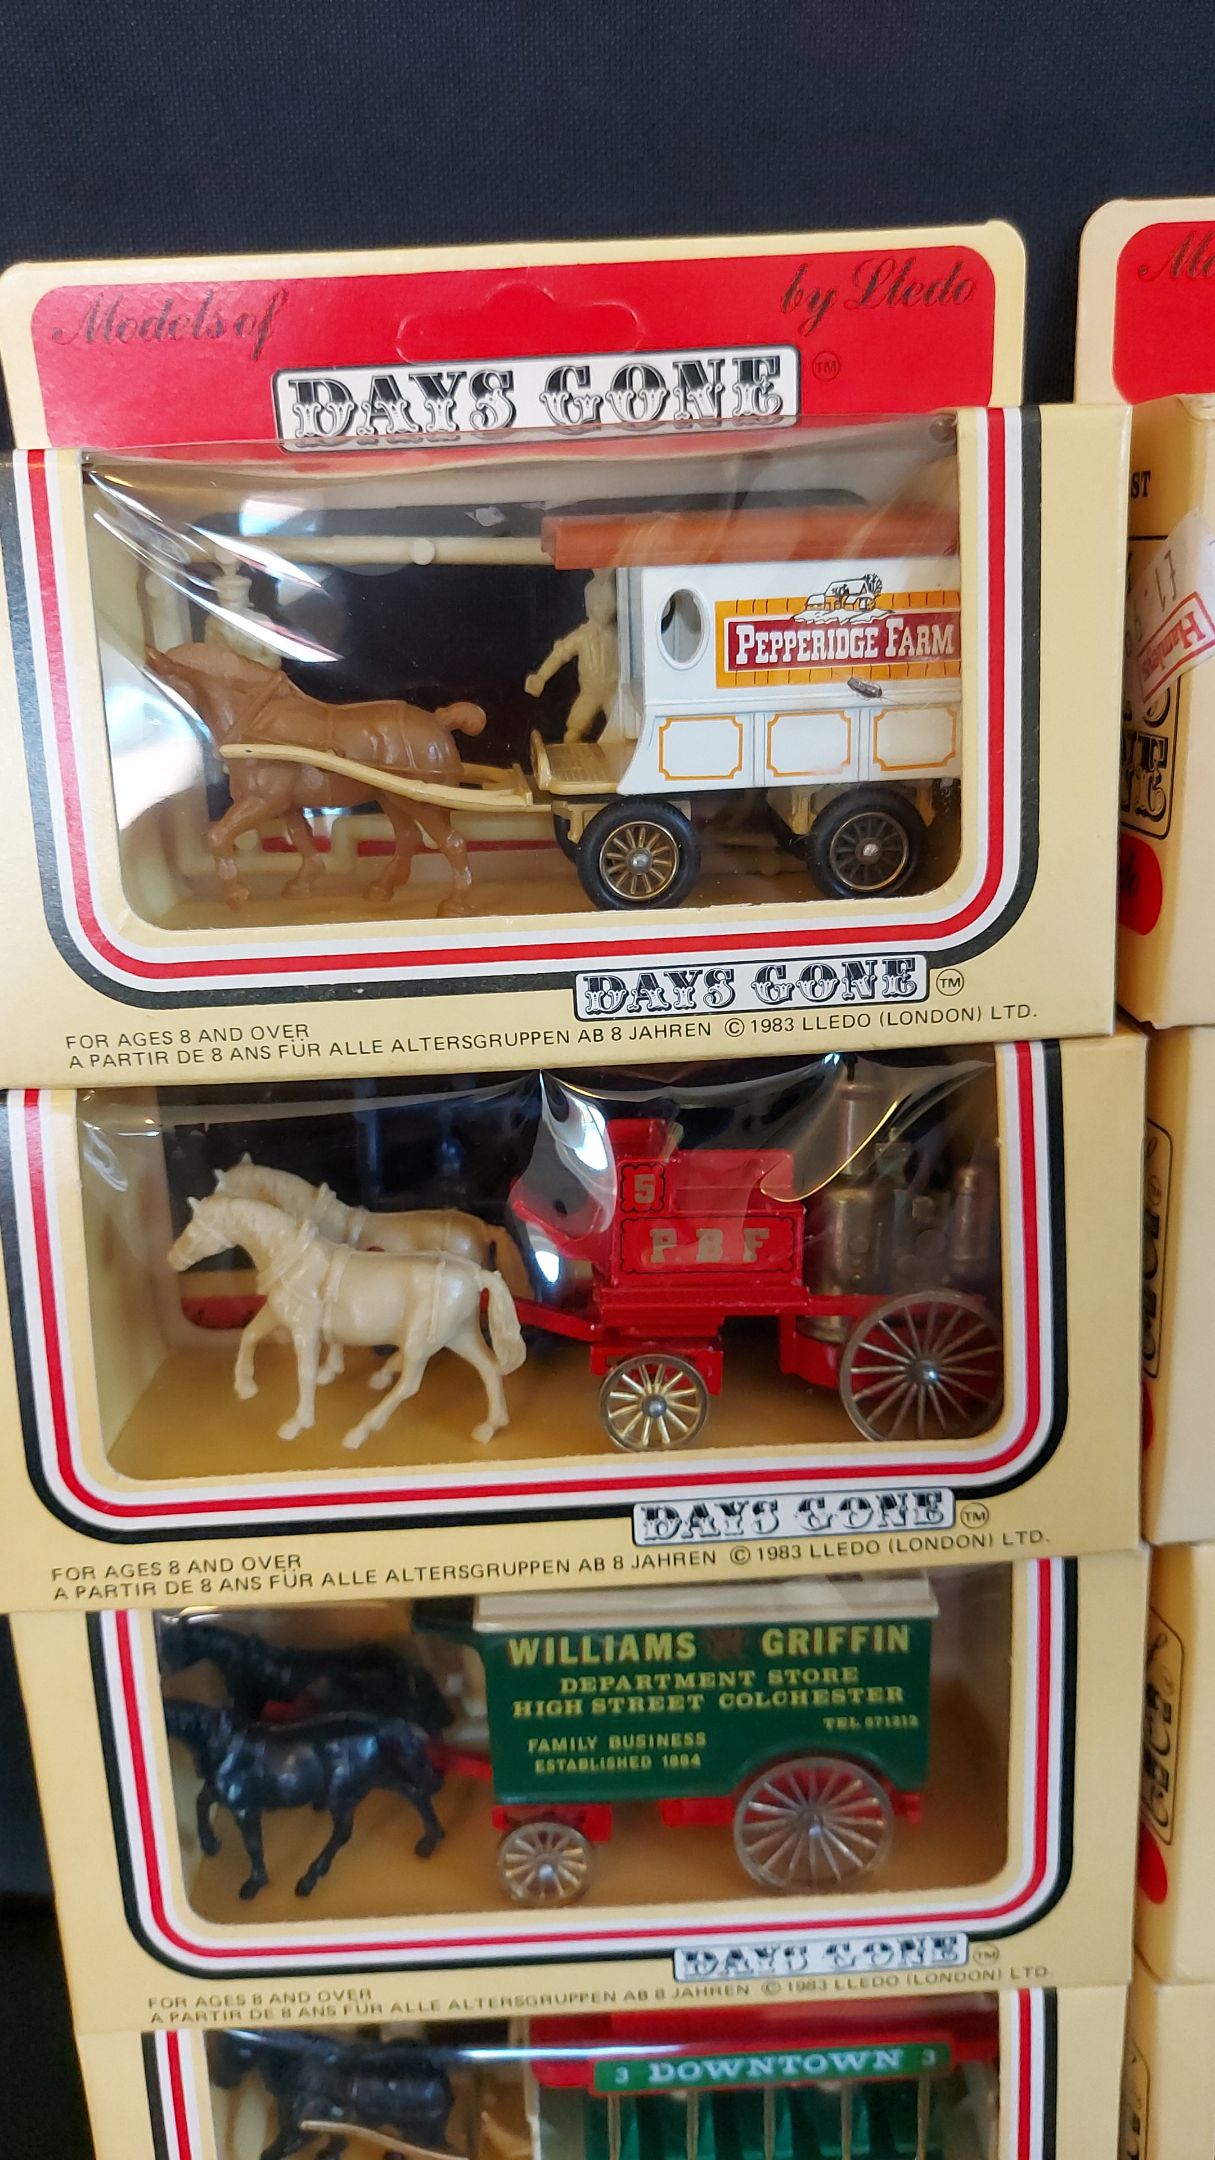 Models of by Lledo
DAYS GONE TM
PEPPERIDGE FARM
DAYS GONE TM
FOR AGES 8 AND OVER
A PARTIR DE 8 ANS FÜR ALLE ALTERSGRUPPEN AB 8 JAHREN © 1983 LLEDO (LONDON) LTD.
5
P. B. F
DAYS GONE TM
FOR AGES 8 AND OVER
A PARTIR DE 8 ANS FÜR ALLE ALTERSGRUPPEN AB 8 JAHREN © 1983 LLEDO (LONDON) LTD.
WILLIAMS GRIFFIN
DEPARTMENT STORE
HIGH STREET COLCHESTER
TEL 571212
FAMILY BUSINESS
ESTABLISHED 1884
DAYS GONE TM
FOR AGES 8 AND OVER
A PARTIR DE 8 ANS FÜR ALLE ALTERSGRUPPEN AB 8 JAHREN © 1983 LLEDO (LONDON) LTD.
3 DOWNTOWN 3
Hamleys